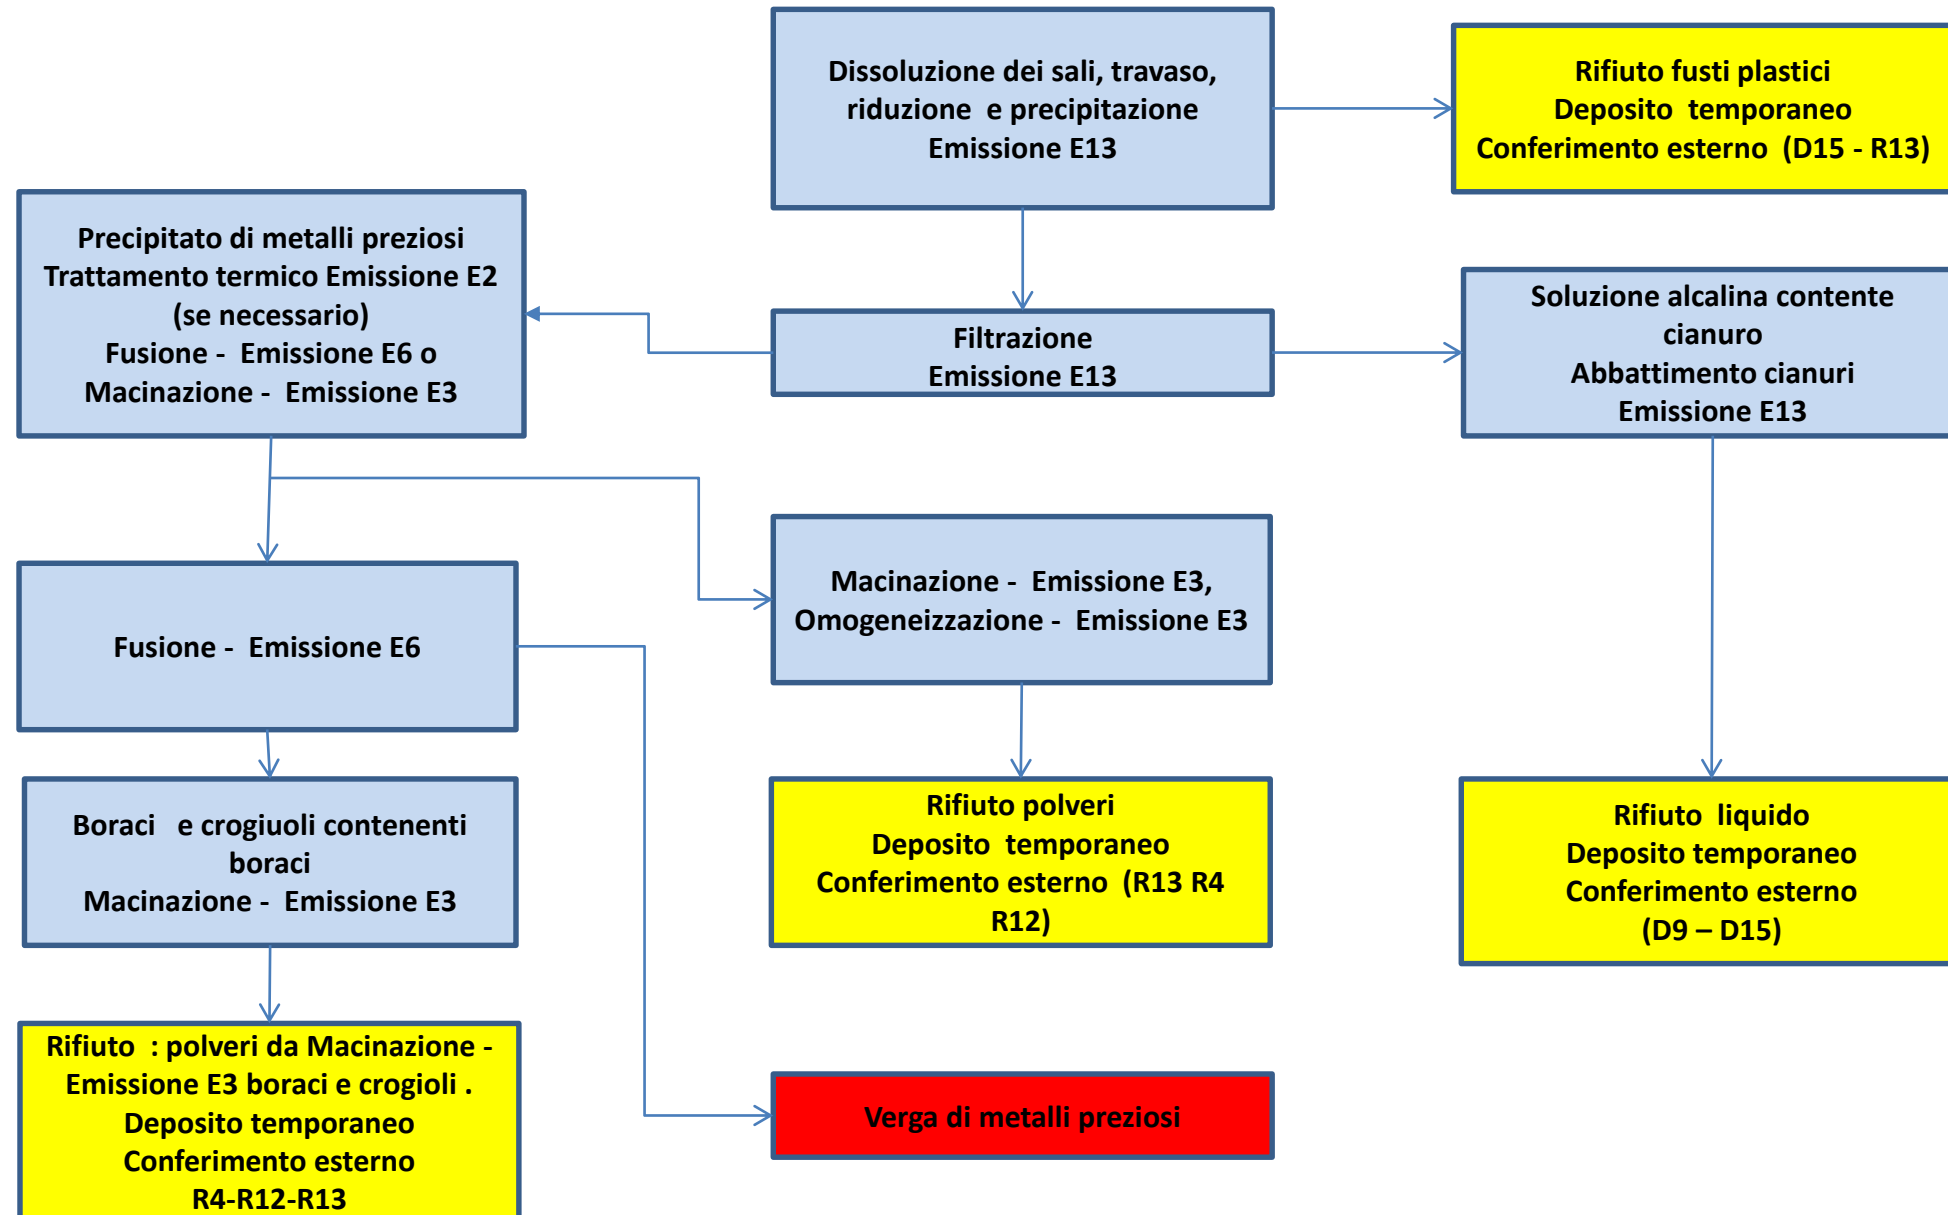 Dissoluzione dei sali, travaso,
riduzione e precipitazione
Emissione E13
Rifiuto fusti plastici
Deposito temporaneo
Conferimento esterno (D15 - R13)
Precipitato di metalli preziosi
Trattamento termico Emissione E2
(se necessario)
Fusione - Emissione E6 o
Macinazione - Emissione E3
Filtrazione
Emissione E13
Soluzione alcalina contente
cianuro
Abbattimento cianuri
Emissione E13
Fusione - Emissione E6
Macinazione - Emissione E3,
Omogeneizzazione - Emissione E3
Boraci e crogiuoli contenenti
boraci
Macinazione - Emissione E3
Rifiuto polveri
Deposito temporaneo
Conferimento esterno (R13 R4
R12)
Rifiuto liquido
Deposito temporaneo
Conferimento esterno
(D9 – D15)
Rifiuto : polveri da Macinazione -
Emissione E3 boraci e crogioli .
Deposito temporaneo
Conferimento esterno
R4-R12-R13
Verga di metalli preziosi